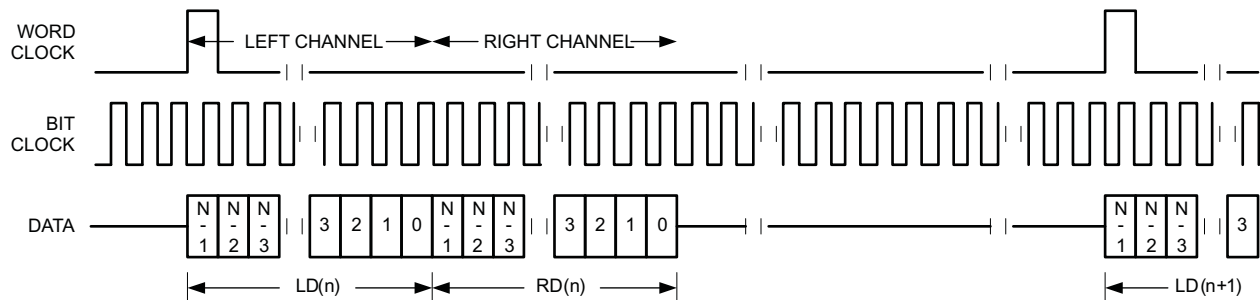 WORD
CLOCK
LEFT CHANNEL
RIGHT CHANNEL
BIT
CLOCK
DATA
N-1 N-2 N-3 3 2 1 0 N-1 N-2 N-3 3 2 1 0 N-1 N-2 N-3 3
LD(n) RD(n) LD(n+1)